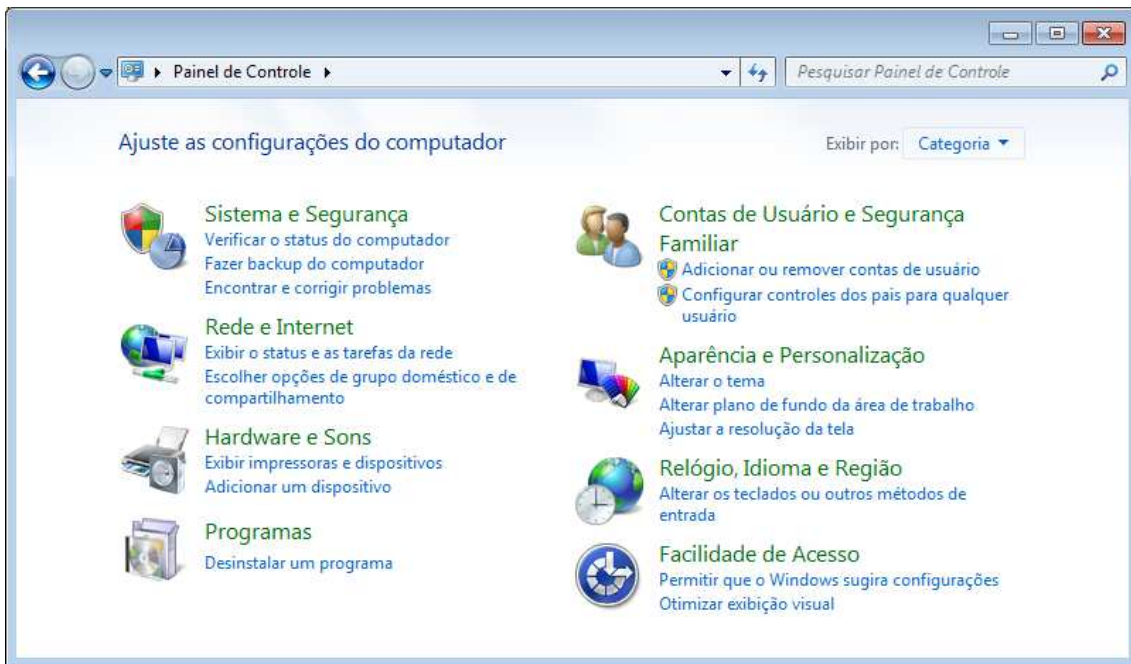 Painel de Controle
Pesquisar Painel de Controle
Ajuste as configurações do computador
Exibir por: Categoria
Sistema e Segurança
Verificar o status do computador
Fazer backup do computador
Encontrar e corrigir problemas
Rede e Internet
Exibir o status e as tarefas da rede
Escolher opções de grupo doméstico e de
compartilhamento
Hardware e Sons
Exibir impressoras e dispositivos
Adicionar um dispositivo
Programas
Desinstalar um programa
Contas de Usuário e Segurança
Familiar
Adicionar ou remover contas de usuário
Configurar controles dos pais para qualquer
usuário
Aparência e Personalização
Alterar o tema
Alterar plano de fundo da área de trabalho
Ajustar a resolução da tela
Relógio, Idioma e Região
Alterar os teclados ou outros métodos de
entrada
Facilidade de Acesso
Permitir que o Windows sugira configurações
Otimizar exibição visual